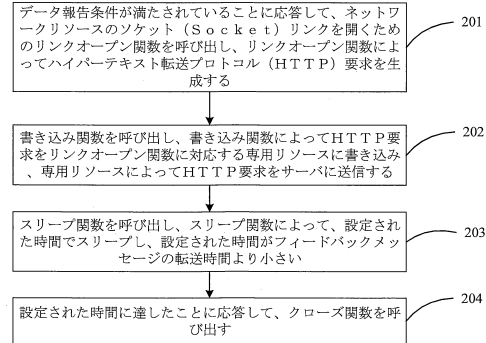 データ報告条件が満たされていることに応答して、ネットワ
ークリソースのソケット（Ｓｏｃｋｅｔ）リンクを開くため
のリンクオープン関数を呼び出し、リンクオープン関数によ
ってハイパーテキスト転送プロトコル（ＨＴＴＰ）要求を生
成する
201
書き込み関数を呼び出し、書き込み関数によってＨＴＴＰ要
求をリンクオープン関数に対応する専用リソースに書き込み
、専用リソースによってＨＴＴＰ要求をサーバに送信する
202
スリープ関数を呼び出し、スリープ関数によって、設定され
た時間でスリープし、設定された時間がフィードバックメッ
セージの転送時間より小さい
203
設定された時間に達したことに応答して、クローズ関数を呼
び出す
204